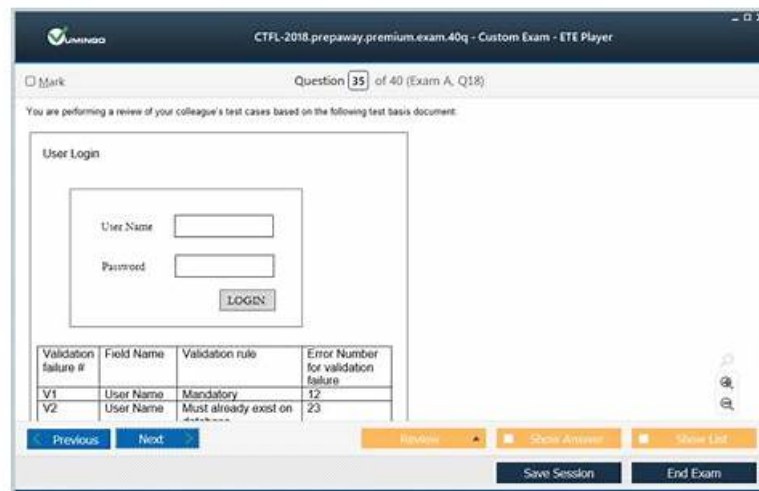 VUMINGO
CTFL-2018.prepaway.premium.exam.40q - Custom Exam - ETE Player
Mark
Question 35 of 40 (Exam A, Q18)
You are performing a review of your colleague's test cases based on the following test basis document:
User Login
User Name
Password
LOGIN
Validation failure # Field Name Validation rule Error Number for validation failure
V1 User Name Mandatory 12
V2 User Name Must already exist on database 23
Previous Next Review Show Answer Show List
Save Session End Exam